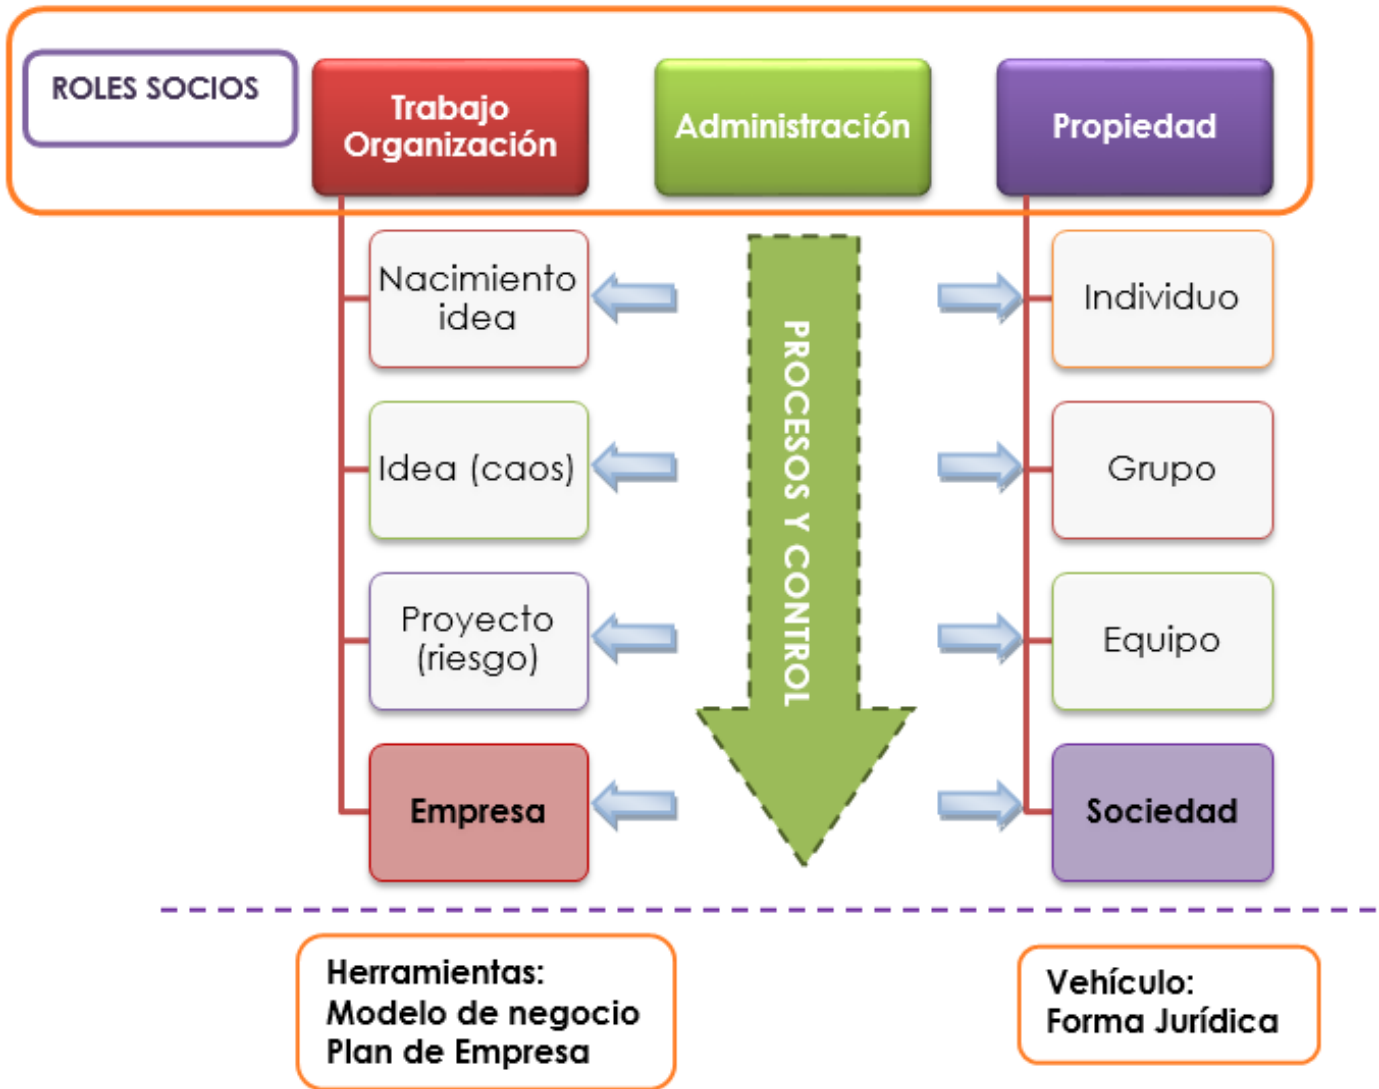 ROLES SOCIOS
Trabajo
Organización
Administración
Propiedad
Nacimiento
idea
Individuo
Idea (caos)
Grupo
Proyecto
(riesgo)
Equipo
Empresa
Sociedad
PROCESOS Y CONTROL
Herramientas:
Modelo de negocio
Plan de Empresa
Vehículo:
Forma Jurídica